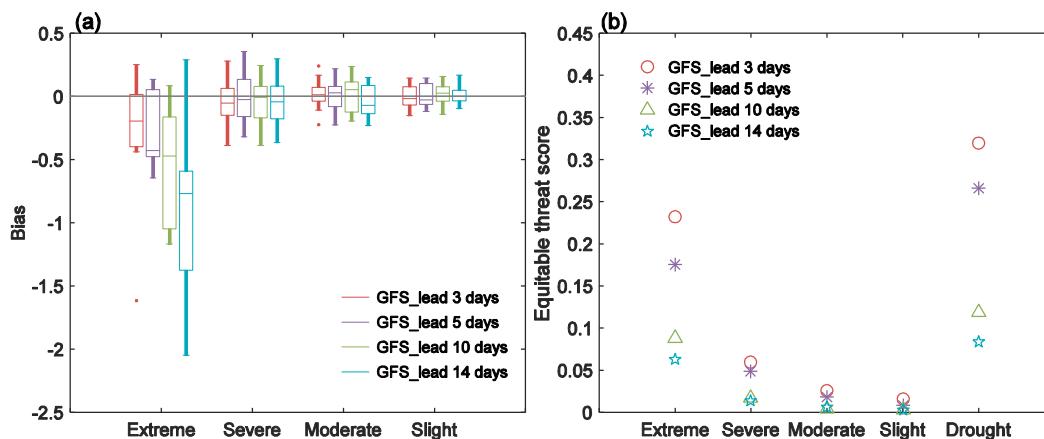 (a)
0.5
0
-0.5
-1
-1.5
-2
-2.5
Bias
GFS_lead 3 days
GFS_lead 5 days
GFS_lead 10 days
GFS_lead 14 days
Extreme Severe Moderate Slight
(b)
0.45
0.4
0.35
0.3
0.25
0.2
0.15
0.1
0.05
0
Equitable threat score
GFS_lead 3 days
GFS_lead 5 days
GFS_lead 10 days
GFS_lead 14 days
Extreme Severe Moderate Slight Drought